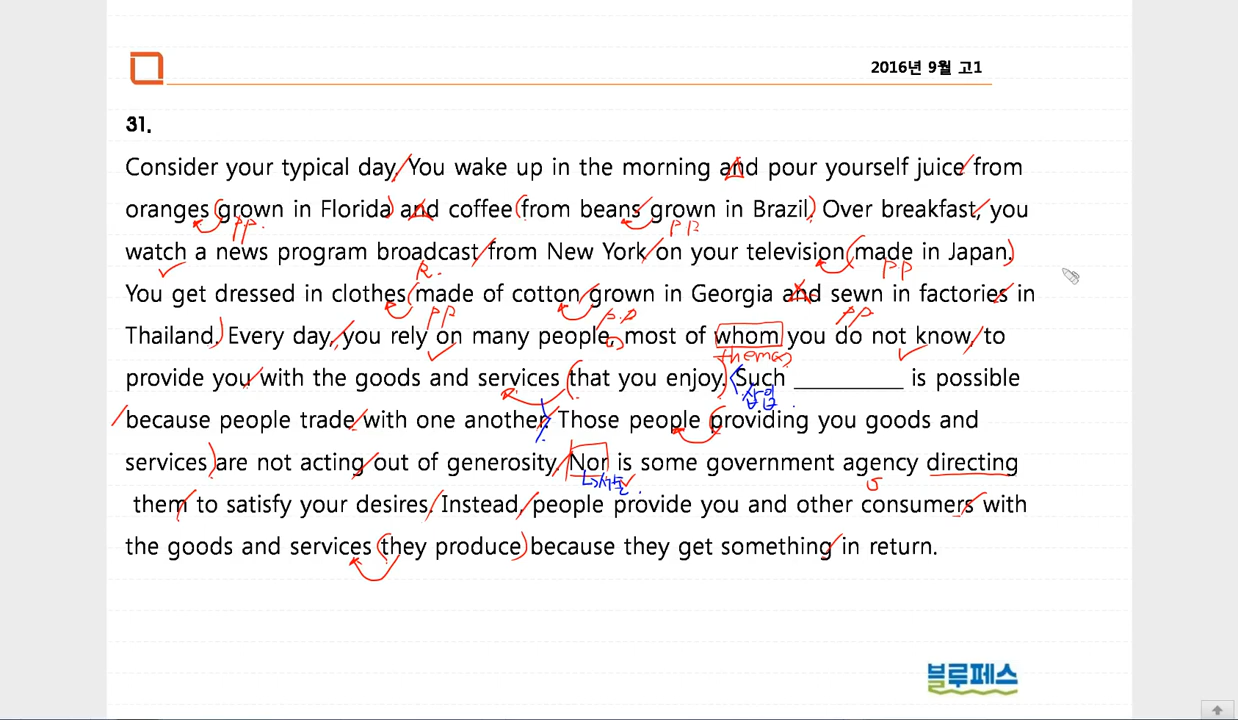 2016년 9월 고1
31.
Consider your typical day. You wake up in the morning and pour yourself juice from
oranges (grown in Florida) and coffee (from beans grown in Brazil.) Over breakfast, you
pp. pp
watch a news program broadcast from New York on your television (made in Japan.)
R. p.p
You get dressed in clothes (made of cotton grown in Georgia and sewn in factories in
pp p.p pp
Thailand.) Every day, you rely on many people, most of whom you do not know, to
them
provide you with the goods and services (that you enjoy.) <Such __________ is possible
삽입
because people trade with one another.> Those people (providing you goods and
services) are not acting out of generosity. Nor is some government agency directing
them to satisfy your desires. Instead, people provide you and other consumers with
the goods and services (they produce) because they get something in return.
블루페스